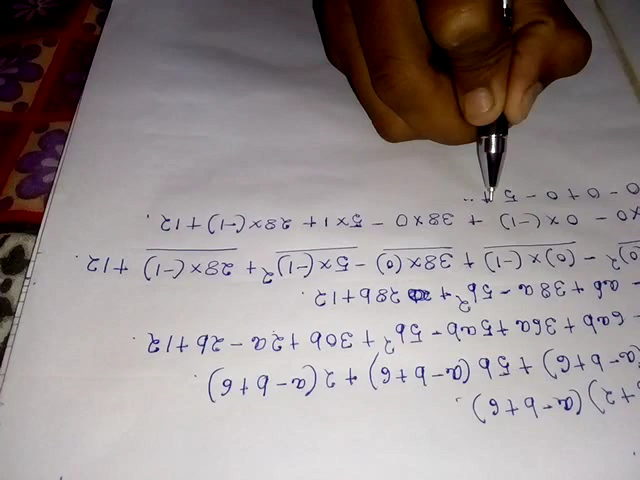 +2) (a-b+6).
(a-b+6) + 5b (a-b+6) + 2 (a-b+6).
- 6ab + 36a + 5ab - 5b² + 30b + 2a - 2b + 12.
- ab + 38a - 5b² + 28b + 12.
(0)² - (0) × (-1) + 38 × (0) - 5 × (-1)² + 28 × (-1) + 12.
×0 - 0 × (-1) + 38 × 0 - 5 × 1 + 28 × (-1) + 12.
0 - 0 + 0 - 5